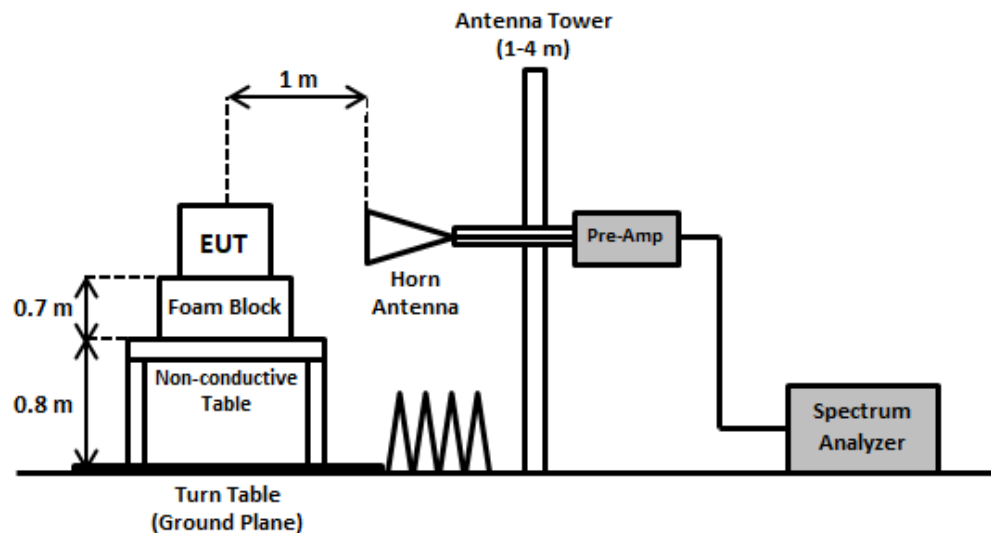 Antenna Tower
(1-4 m)
1 m
EUT
Pre-Amp
Horn
Antenna
0.7 m
Foam Block
Non-conductive
Table
0.8 m
Spectrum
Analyzer
Turn Table
(Ground Plane)